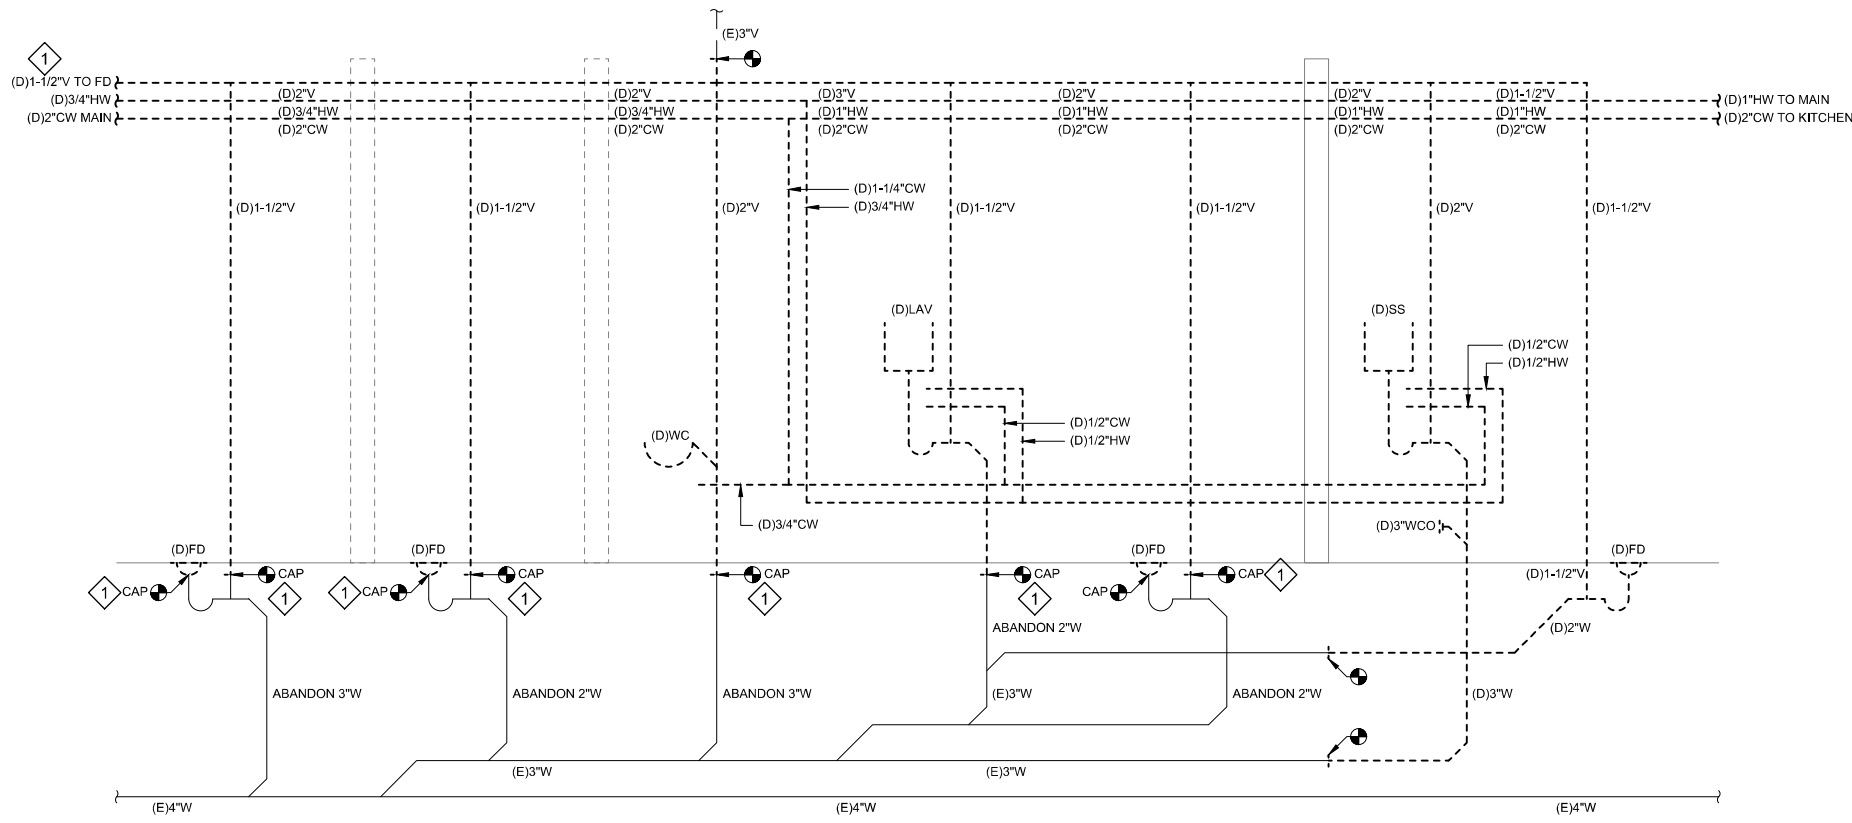 (E)3"V
1
(D)1-1/2"V TO FD
(D)3/4"HW
(D)2"CW MAIN
(D)2"V
(D)3/4"HW
(D)2"CW
(D)2"V
(D)3/4"HW
(D)2"CW
(D)3"V
(D)1"HW
(D)2"CW
(D)2"V
(D)1"HW
(D)2"CW
(D)2"V
(D)1"HW
(D)2"CW
(D)1-1/2"V
(D)1"HW
(D)2"CW
(D)1"HW TO MAIN
(D)2"CW TO KITCHEN
(D)1-1/4"CW
(D)3/4"HW
(D)1-1/2"V
(D)1-1/2"V
(D)2"V
(D)1-1/2"V
(D)1-1/2"V
(D)2"V
(D)1-1/2"V
(D)LAV
(D)SS
(D)1/2"CW
(D)1/2"HW
(D)WC
(D)1/2"CW
(D)1/2"HW
(D)3/4"CW
(D)3"WCO
(D)FD
(D)FD
(D)FD
(D)FD
1
CAP
CAP
1
1
CAP
CAP
1
CAP
1
CAP
1
CAP
CAP
1
(D)1-1/2"V
ABANDON 2"W
(D)2"W
ABANDON 3"W
ABANDON 2"W
ABANDON 3"W
(E)3"W
ABANDON 2"W
(D)3"W
(E)3"W
(E)3"W
(E)4"W
(E)4"W
(E)4"W